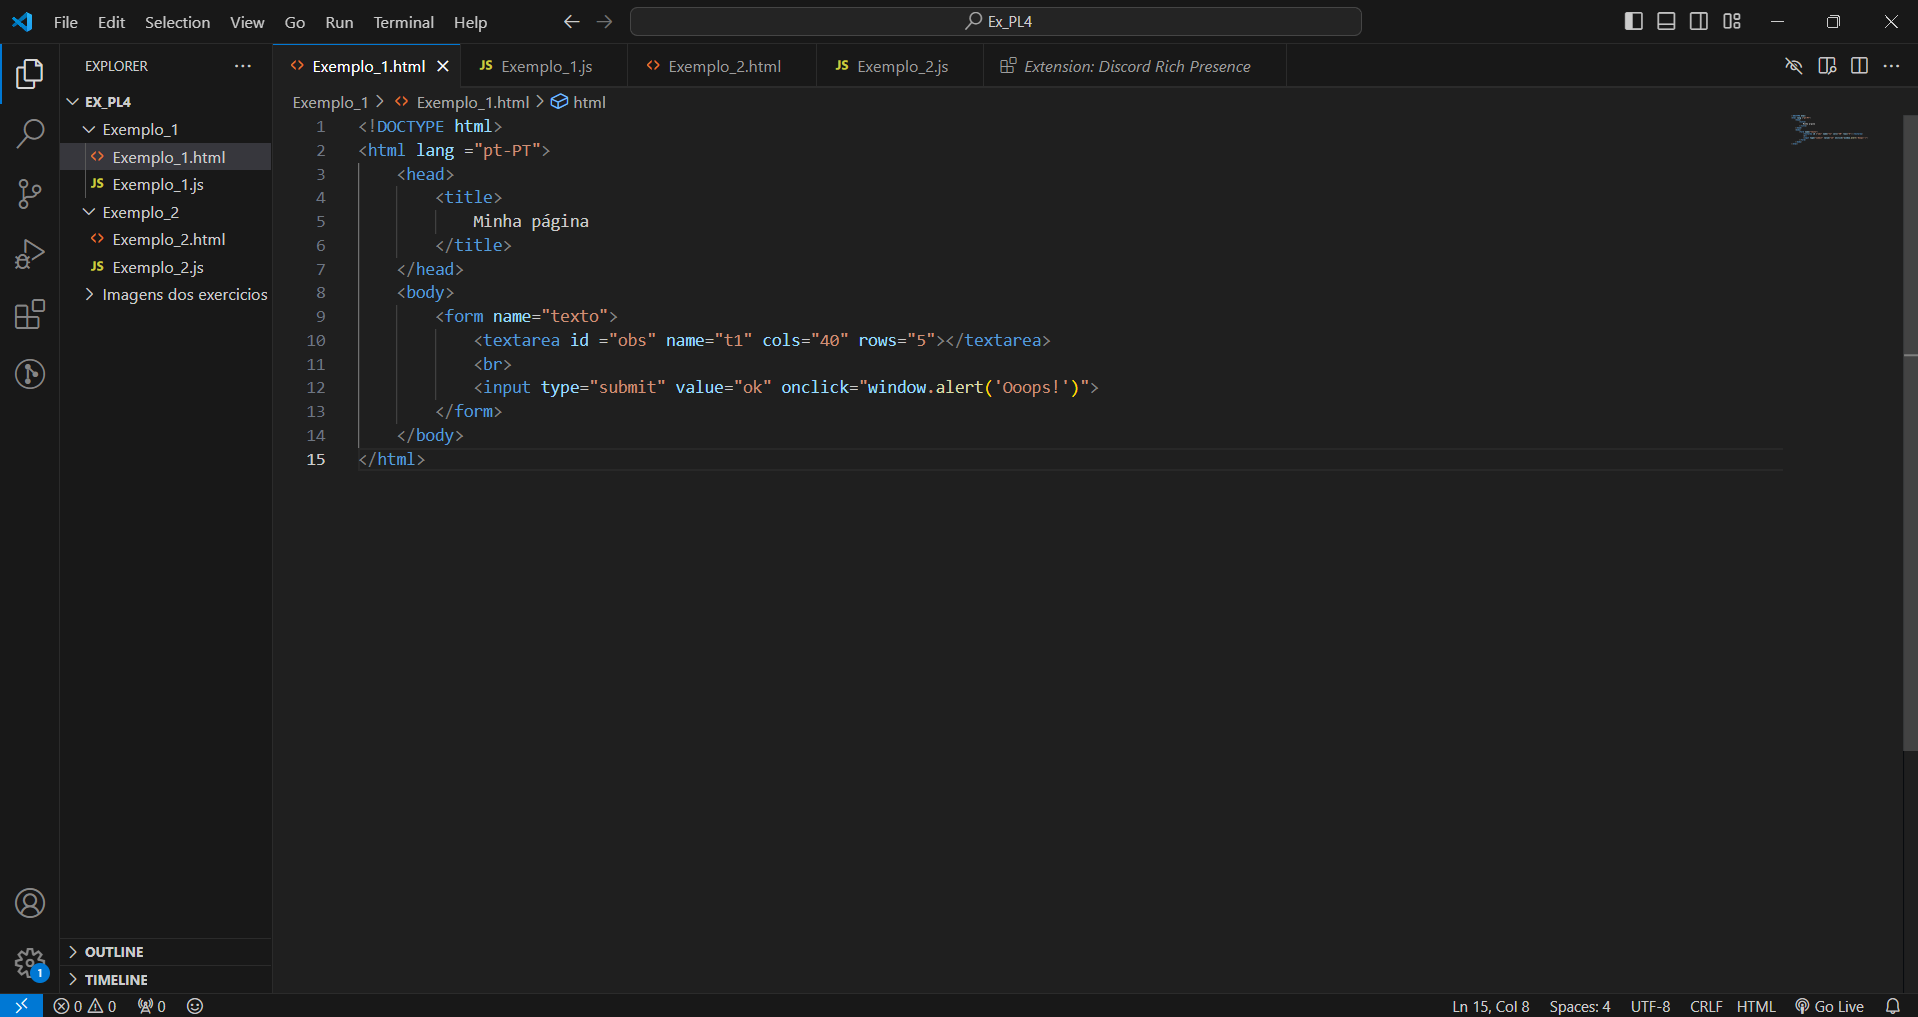 File Edit Selection View Go Run Terminal Help Ex_PL4
EXPLORER
EX_PL4
Exemplo_1
Exemplo_1.html
JS Exemplo_1.js
Exemplo_2
Exemplo_2.html
JS Exemplo_2.js
Imagens dos exercicios
OUTLINE
TIMELINE
Exemplo_1.html JS Exemplo_1.js Exemplo_2.html JS Exemplo_2.js Extension: Discord Rich Presence
Exemplo_1 > Exemplo_1.html > html
1 <!DOCTYPE html>
2 <html lang ="pt-PT">
3 <head>
4 <title>
5 Minha página
6 </title>
7 </head>
8 <body>
9 <form name="texto">
10 <textarea id ="obs" name="t1" cols="40" rows="5"></textarea>
11 <br>
12 <input type="submit" value="ok" onclick="window.alert('Ooops!')">
13 </form>
14 </body>
15 </html>
1
0 0 0 Ln 15, Col 8 Spaces: 4 UTF-8 CRLF HTML Go Live